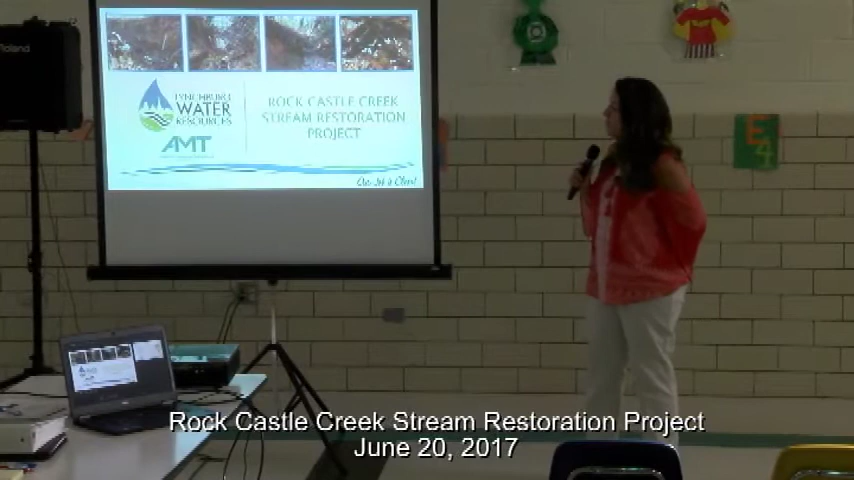 Roland
LYNCHBURG
WATER
RESOURCES
AMT
ROCK CASTLE CREEK
STREAM RESTORATION
PROJECT
E
4
Rock Castle Creek Stream Restoration Project
June 20, 2017